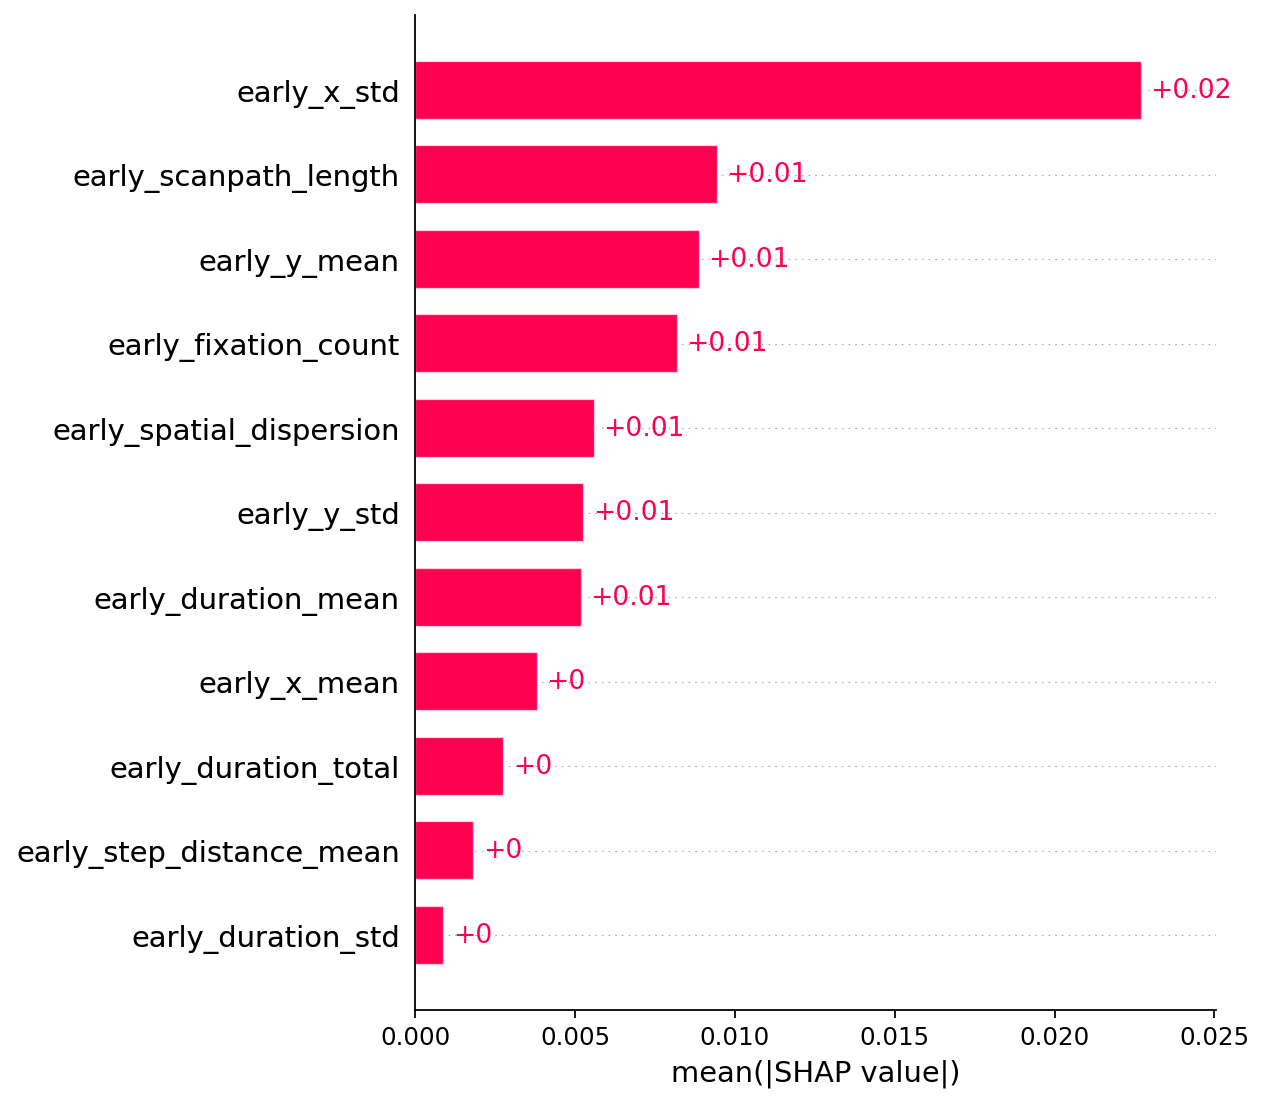 early_x_std +0.02
early_scanpath_length +0.01
early_y_mean +0.01
early_fixation_count +0.01
early_spatial_dispersion +0.01
early_y_std +0.01
early_duration_mean +0.01
early_x_mean +0
early_duration_total +0
early_step_distance_mean +0
early_duration_std +0
0.000 0.005 0.010 0.015 0.020 0.025
mean(|SHAP value|)